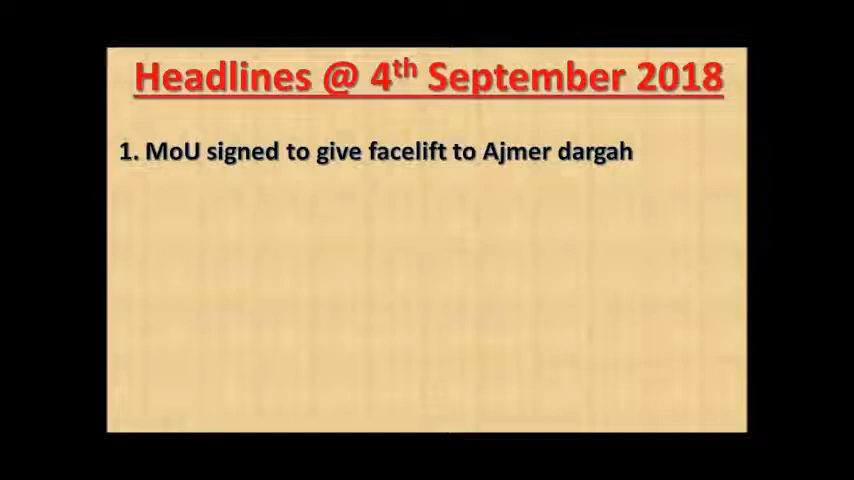 Headlines @ 4th September 2018
1. MoU signed to give facelift to Ajmer dargah